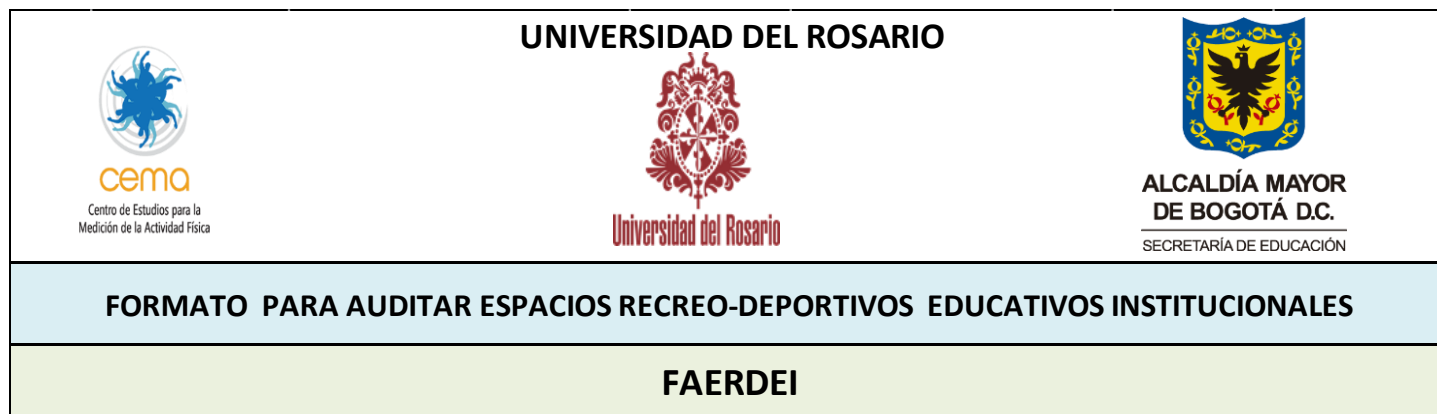 UNIVERSIDAD DEL ROSARIO
cema
Centro de Estudios para la
Medición de la Actividad Física
Universidad del Rosario
ALCALDÍA MAYOR
DE BOGOTÁ D.C.
SECRETARÍA DE EDUCACIÓN
FORMATO PARA AUDITAR ESPACIOS RECREO-DEPORTIVOS EDUCATIVOS INSTITUCIONALES
FAERDEI